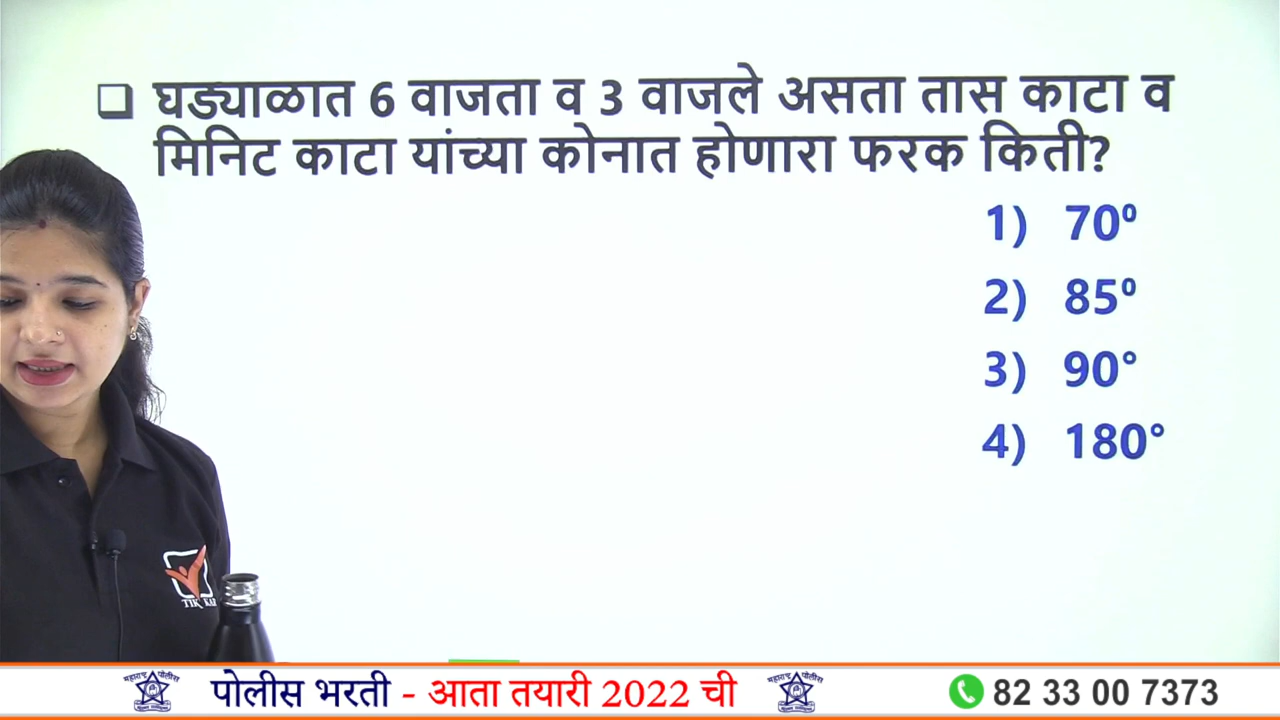 ❑ घड्याळात 6 वाजता व 3 वाजले असता तास काटा व
मिनिट काटा यांच्या कोनात होणारा फरक किती?
1) 70⁰
2) 85⁰
3) 90°
4) 180°
पोलीस भरती - आता तयारी 2022 ची
82 33 00 7373